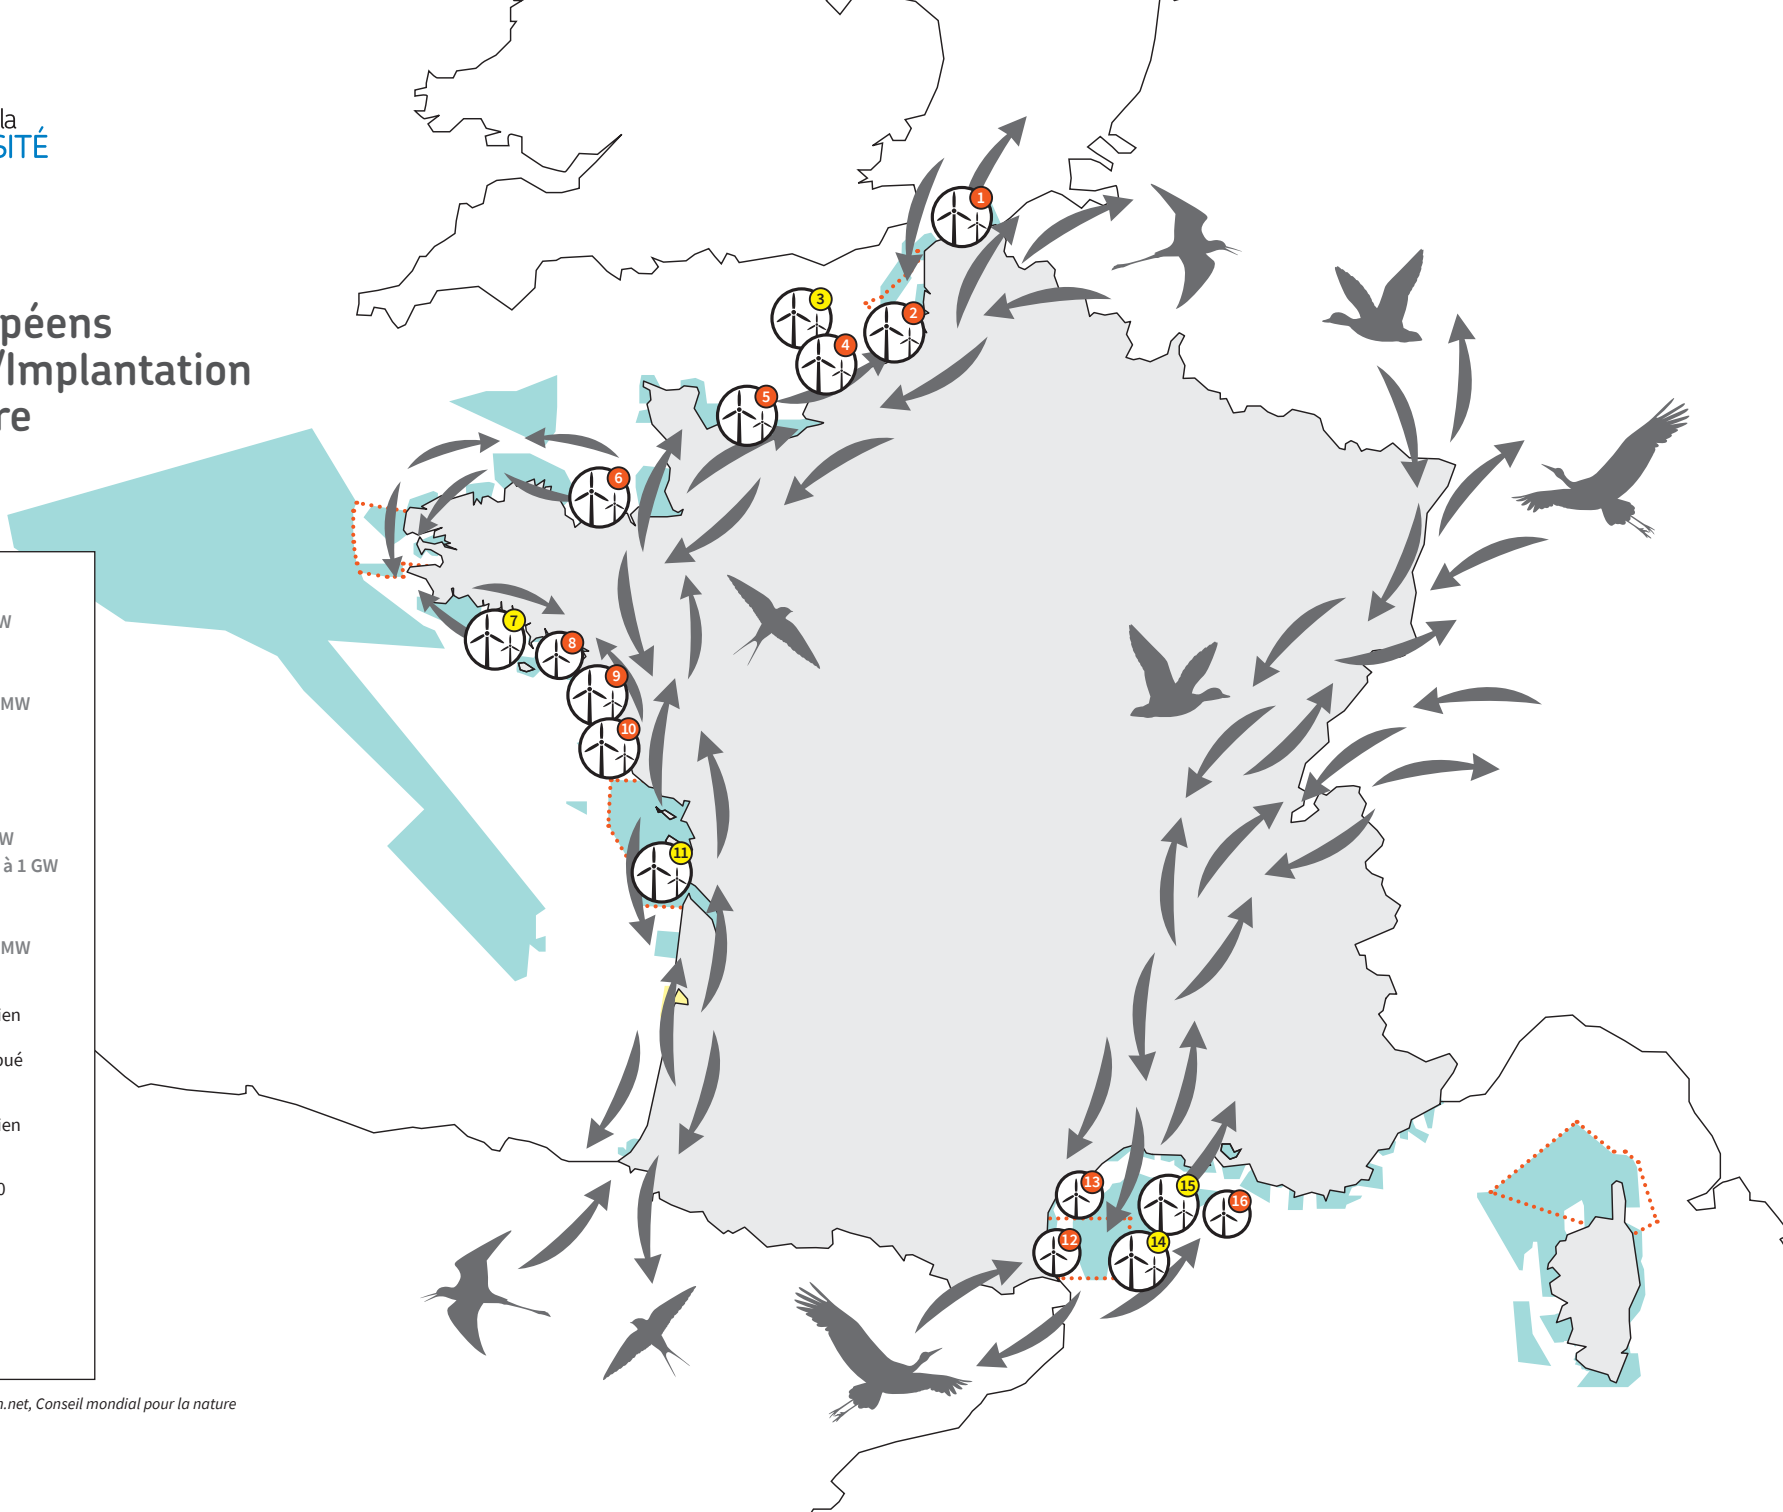 la
SITÉ
péens
/Implantation
re
W
MW
W
à 1 GW
MW
ien
oué
ien
0
n.net, Conseil mondial pour la nature
1
2
3
4
5
6
7
8
9
10
11
12
13
14
15
16